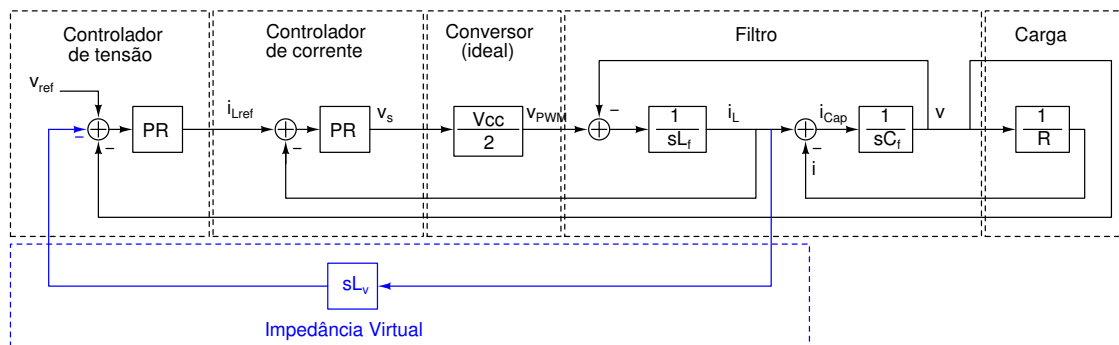 Controlador
de tensão
Controlador
de corrente
Conversor
(ideal)
Filtro
Carga
v_ref
PR
i_Lref
PR
v_s
Vcc
2
v_PWM
1
sL_f
i_L
i_Cap
1
sC_f
v
1
R
i
sL_v
Impedância Virtual